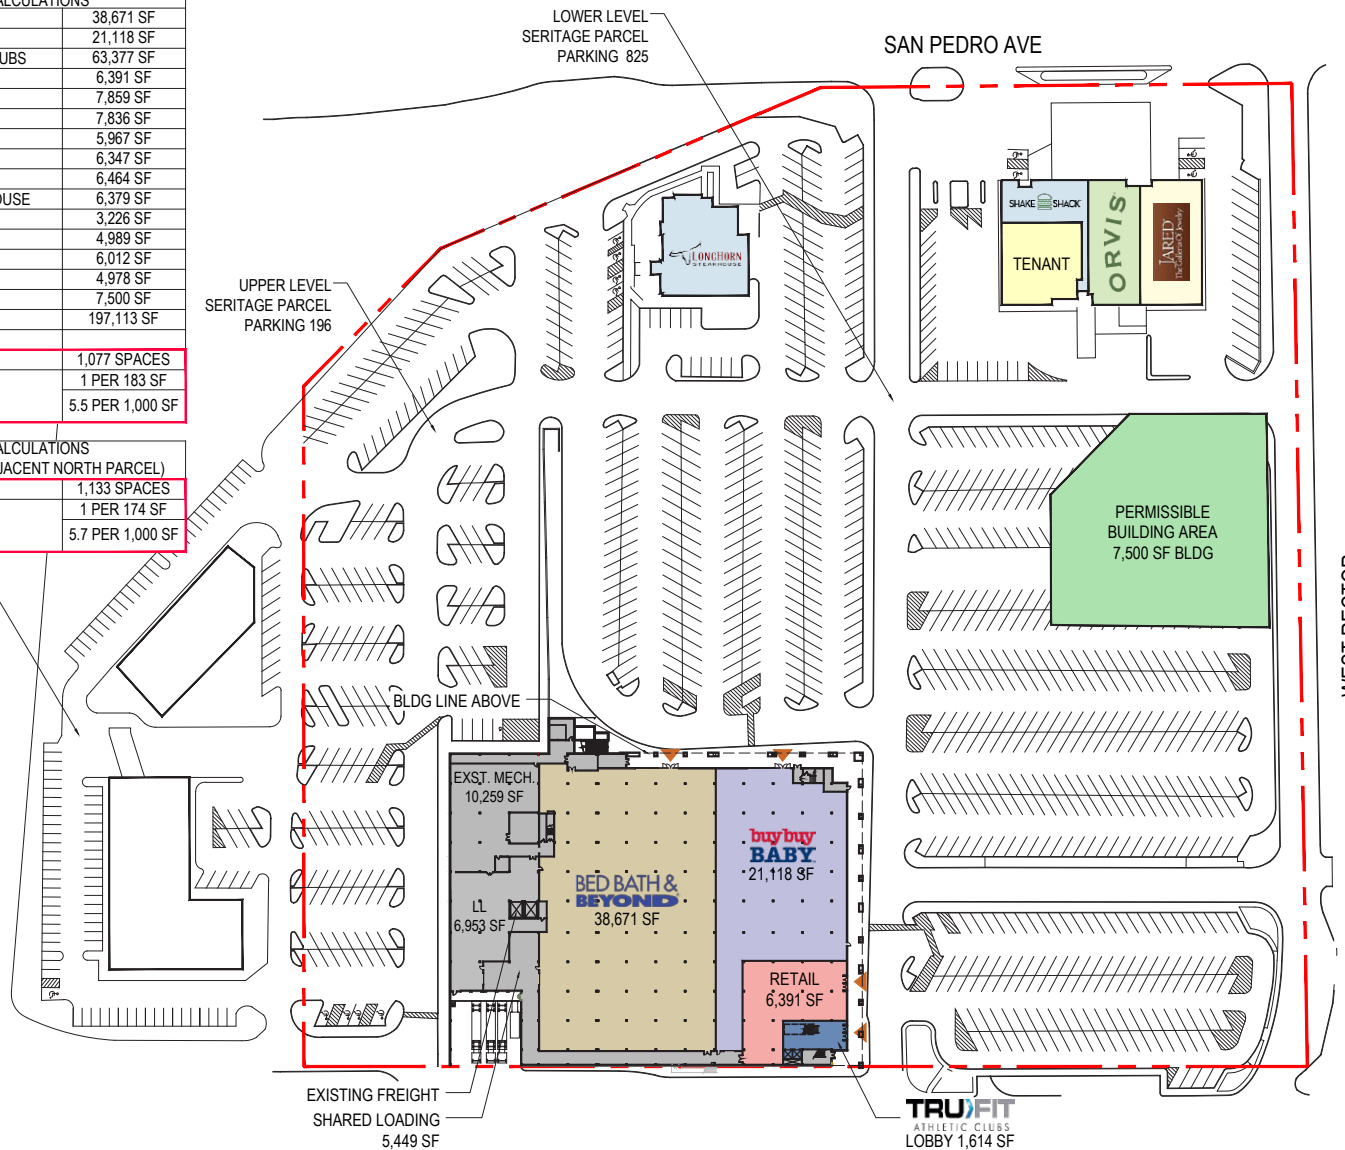 ALCULATIONS
38,671 SF
21,118 SF
UBS 63,377 SF
6,391 SF
7,859 SF
7,836 SF
5,967 SF
6,347 SF
6,464 SF
OUSE 6,379 SF
3,226 SF
4,989 SF
6,012 SF
4,978 SF
7,500 SF
197,113 SF
1,077 SPACES
1 PER 183 SF
5.5 PER 1,000 SF
ALCULATIONS
JACENT NORTH PARCEL)
1,133 SPACES
1 PER 174 SF
5.7 PER 1,000 SF
LOWER LEVEL
SERITAGE PARCEL
PARKING 825
SAN PEDRO AVE
UPPER LEVEL
SERITAGE PARCEL
PARKING 196
LONGHORN
STEAKHOUSE
SHAKE SHACK
TENANT
ORVIS
JARED
The Galleria Of Jewelry
PERMISSIBLE
BUILDING AREA
7,500 SF BLDG
WEST RECTOR
BLDG LINE ABOVE
EXST. MECH.
10,259 SF
LL
6,953 SF
BED BATH &
BEYOND
38,671 SF
buybuy
BABY
21,118 SF
RETAIL
6,391 SF
EXISTING FREIGHT
SHARED LOADING
5,449 SF
TRUFIT
ATHLETIC CLUBS
LOBBY 1,614 SF